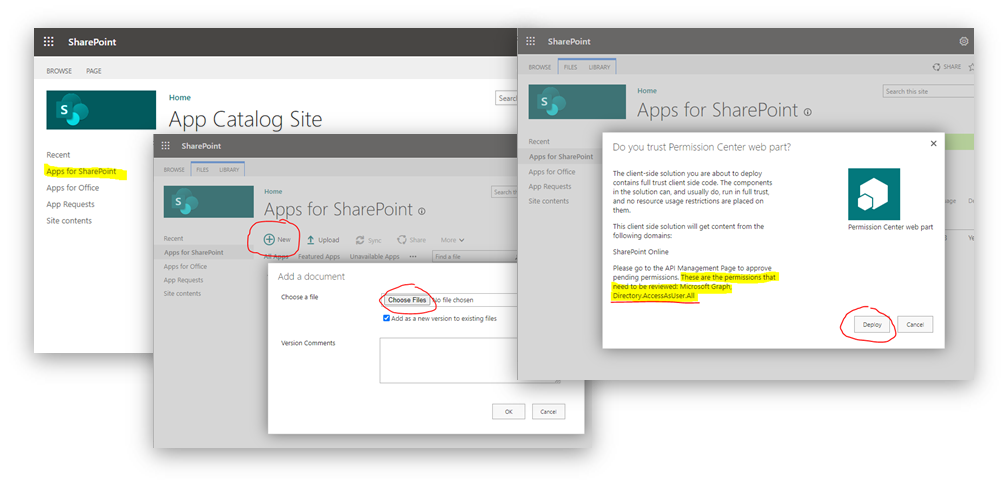 SharePoint
BROWSE PAGE
S
Home
App Catalog Site
Search
Recent
Apps for SharePoint
Apps for Office
App Requests
Site contents
SharePoint
BROWSE FILES LIBRARY
S
Home
Apps for SharePoint
Search this
New Upload Sync Share More
Recent
Apps for SharePoint
Apps for Office
App Requests
Site contents
All Apps Featured Apps Unavailable Apps ••• Find a file
Add a document
Choose a file
Choose Files No file chosen
Add as a new version to existing files
Version Comments
OK Cancel
SharePoint
BROWSE FILES LIBRARY
SHARE
S
Home
Apps for SharePoint
Search this site
Recent
Apps for SharePoint
Apps for Office
App Requests
Site contents
Do you trust Permission Center web part?
The client-side solution you are about to deploy
contains full trust client side code. The components
in the solution can, and usually do, run in full trust,
and no resource usage restrictions are placed on
them.
This client side solution will get content from the
following domains:
SharePoint Online
Please go to the API Management Page to approve
pending permissions. These are the permissions that
need to be reviewed: Microsoft Graph,
Directory.AccessAsUser.All
Permission Center web part
Deploy Cancel